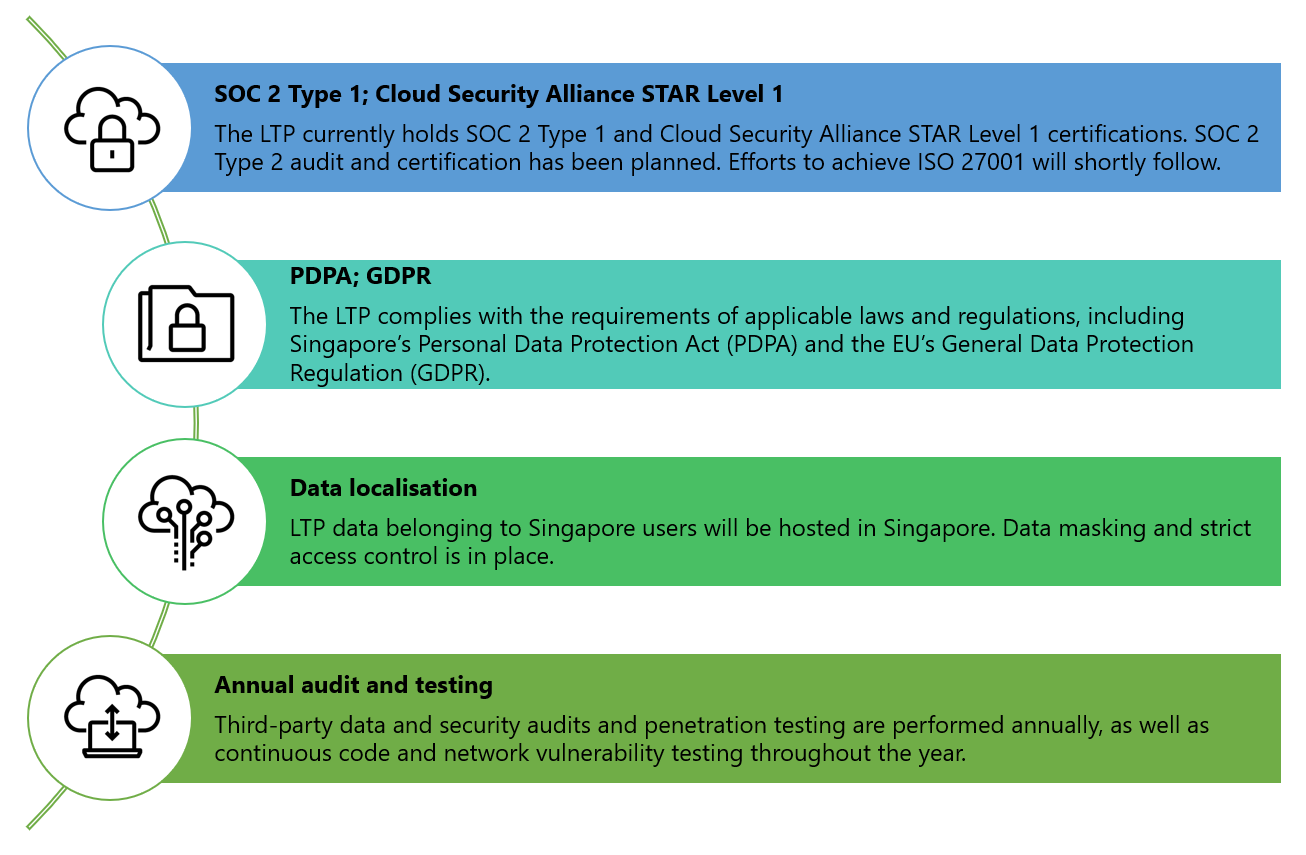 SOC 2 Type 1; Cloud Security Alliance STAR Level 1
The LTP currently holds SOC 2 Type 1 and Cloud Security Alliance STAR Level 1 certifications. SOC 2
Type 2 audit and certification has been planned. Efforts to achieve ISO 27001 will shortly follow.
PDPA; GDPR
The LTP complies with the requirements of applicable laws and regulations, including
Singapore’s Personal Data Protection Act (PDPA) and the EU’s General Data Protection
Regulation (GDPR).
Data localisation
LTP data belonging to Singapore users will be hosted in Singapore. Data masking and strict
access control is in place.
Annual audit and testing
Third-party data and security audits and penetration testing are performed annually, as well as
continuous code and network vulnerability testing throughout the year.